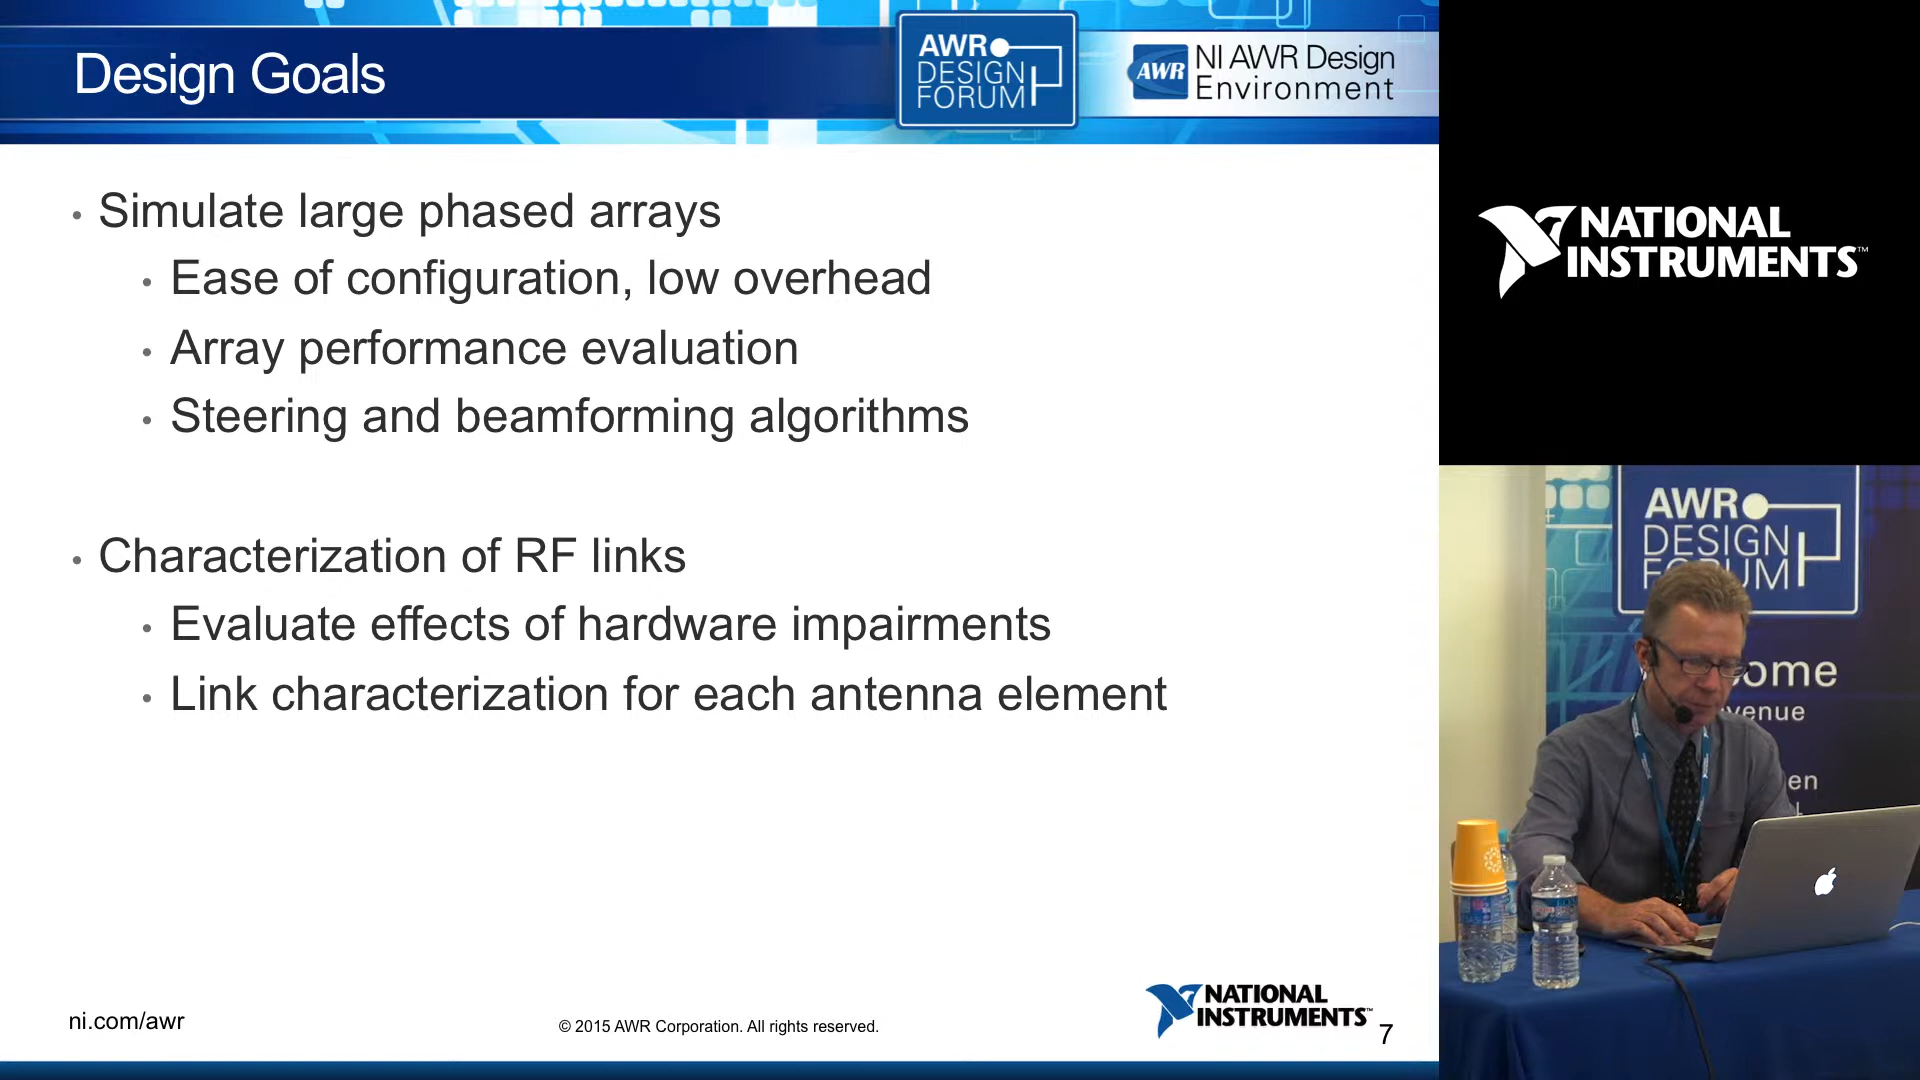 Design Goals
AWR
DESIGN
FORUM
AWR
NI AWR Design
Environment
• Simulate large phased arrays
• Ease of configuration, low overhead
• Array performance evaluation
• Steering and beamforming algorithms
• Characterization of RF links
• Evaluate effects of hardware impairments
• Link characterization for each antenna element
ni.com/awr
© 2015 AWR Corporation. All rights reserved.
NATIONAL
INSTRUMENTS™
7
NATIONAL
INSTRUMENTS™
AWR
DESIGN
FORUM
ome
venue
en